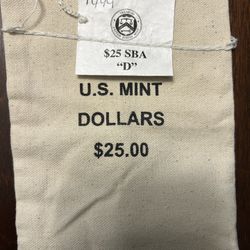 1999
$25 SBA
"D"
U.S. MINT
DOLLARS
$25.00